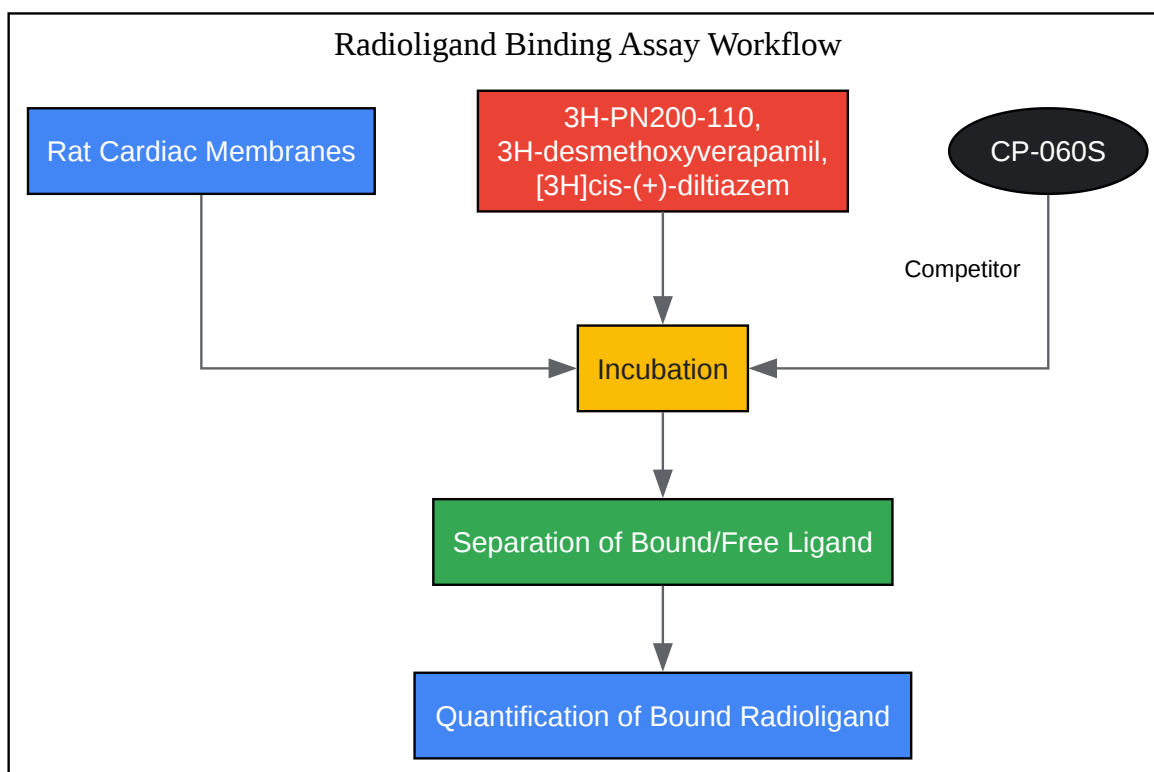 Radioligand Binding Assay Workflow
Rat Cardiac Membranes
3H-PN200-110,
3H-desmethoxyverapamil,
[3H]cis-(+)-diltiazem
CP-060S
Competitor
Incubation
Separation of Bound/Free Ligand
Quantification of Bound Radioligand